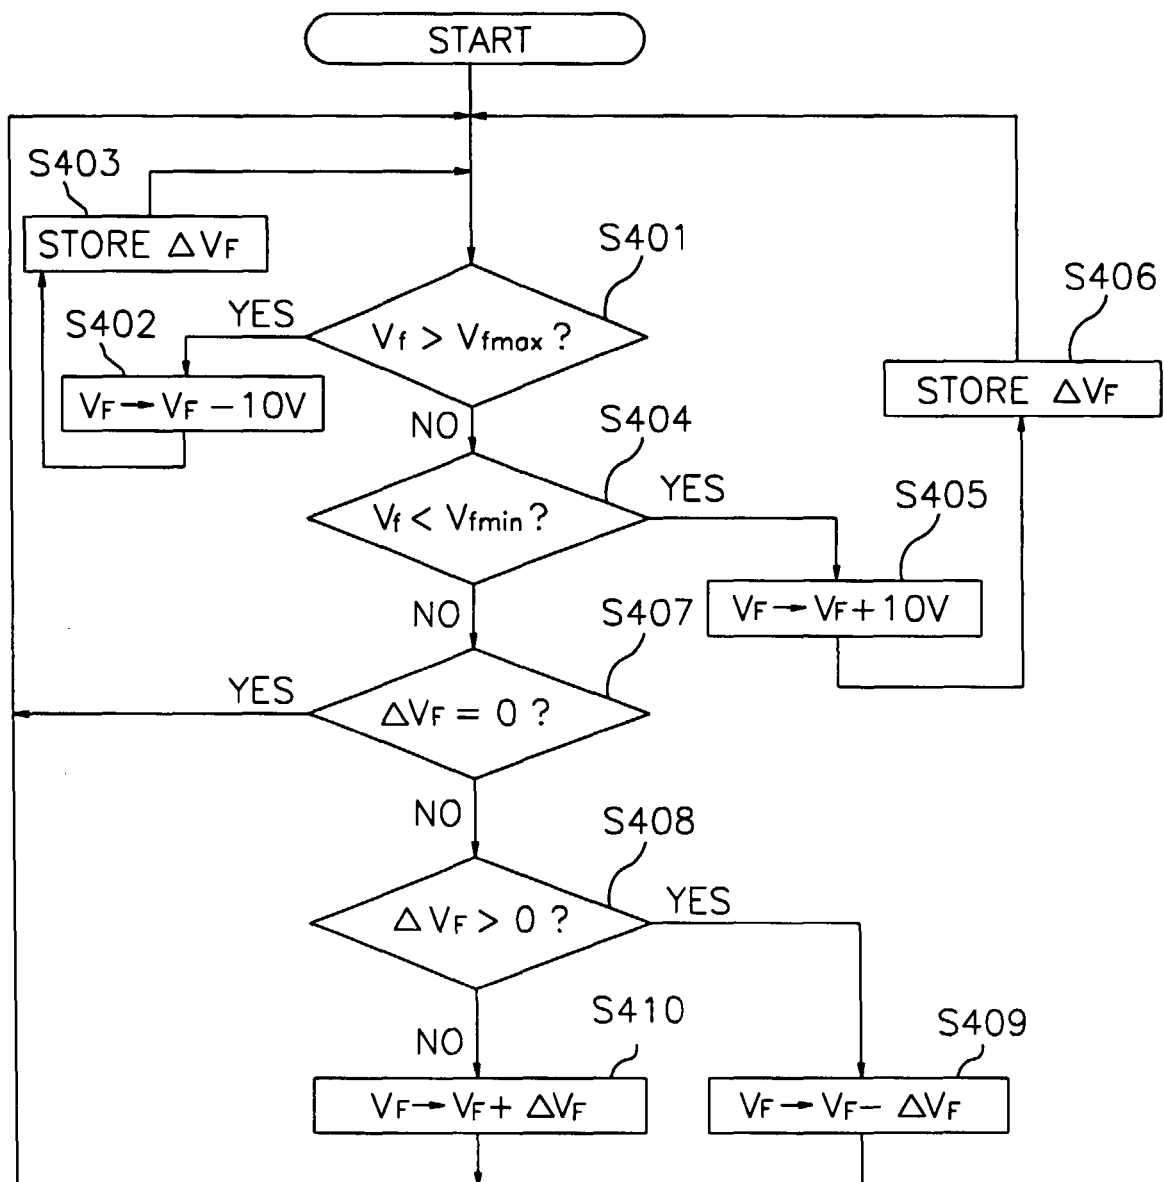 START
S403
STORE ΔVF
S401
S406
YES
S402
Vf > Vfmax ?
STORE ΔVF
VF → VF − 10V
NO
S404
YES
Vf < Vfmin ?
S405
VF → VF + 10V
NO
S407
YES
ΔVF = 0 ?
NO
S408
YES
ΔVF > 0 ?
S410
S409
NO
VF → VF + ΔVF
VF → VF − ΔVF